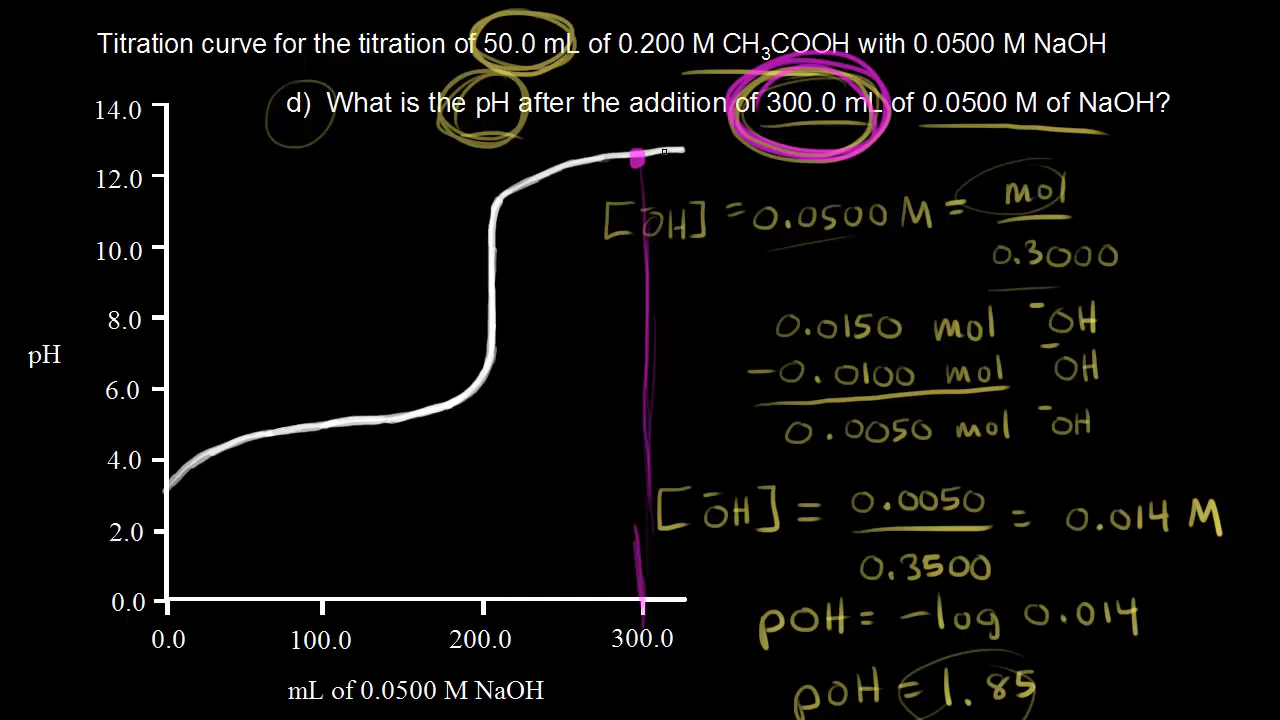 Titration curve for the titration of 50.0 mL of 0.200 M CH₃COOH with 0.0500 M NaOH
d) What is the pH after the addition of 300.0 mL of 0.0500 M of NaOH?
14.0
12.0
10.0
8.0
6.0
4.0
2.0
0.0
pH
0.0 100.0 200.0 300.0
mL of 0.0500 M NaOH
[⁻OH] = 0.0500 M = mol / 0.3000
0.0150 mol ⁻OH
-0.0100 mol ⁻OH
0.0050 mol ⁻OH
[⁻OH] = 0.0050 / 0.3500 = 0.014 M
pOH = -log 0.014
pOH = 1.85